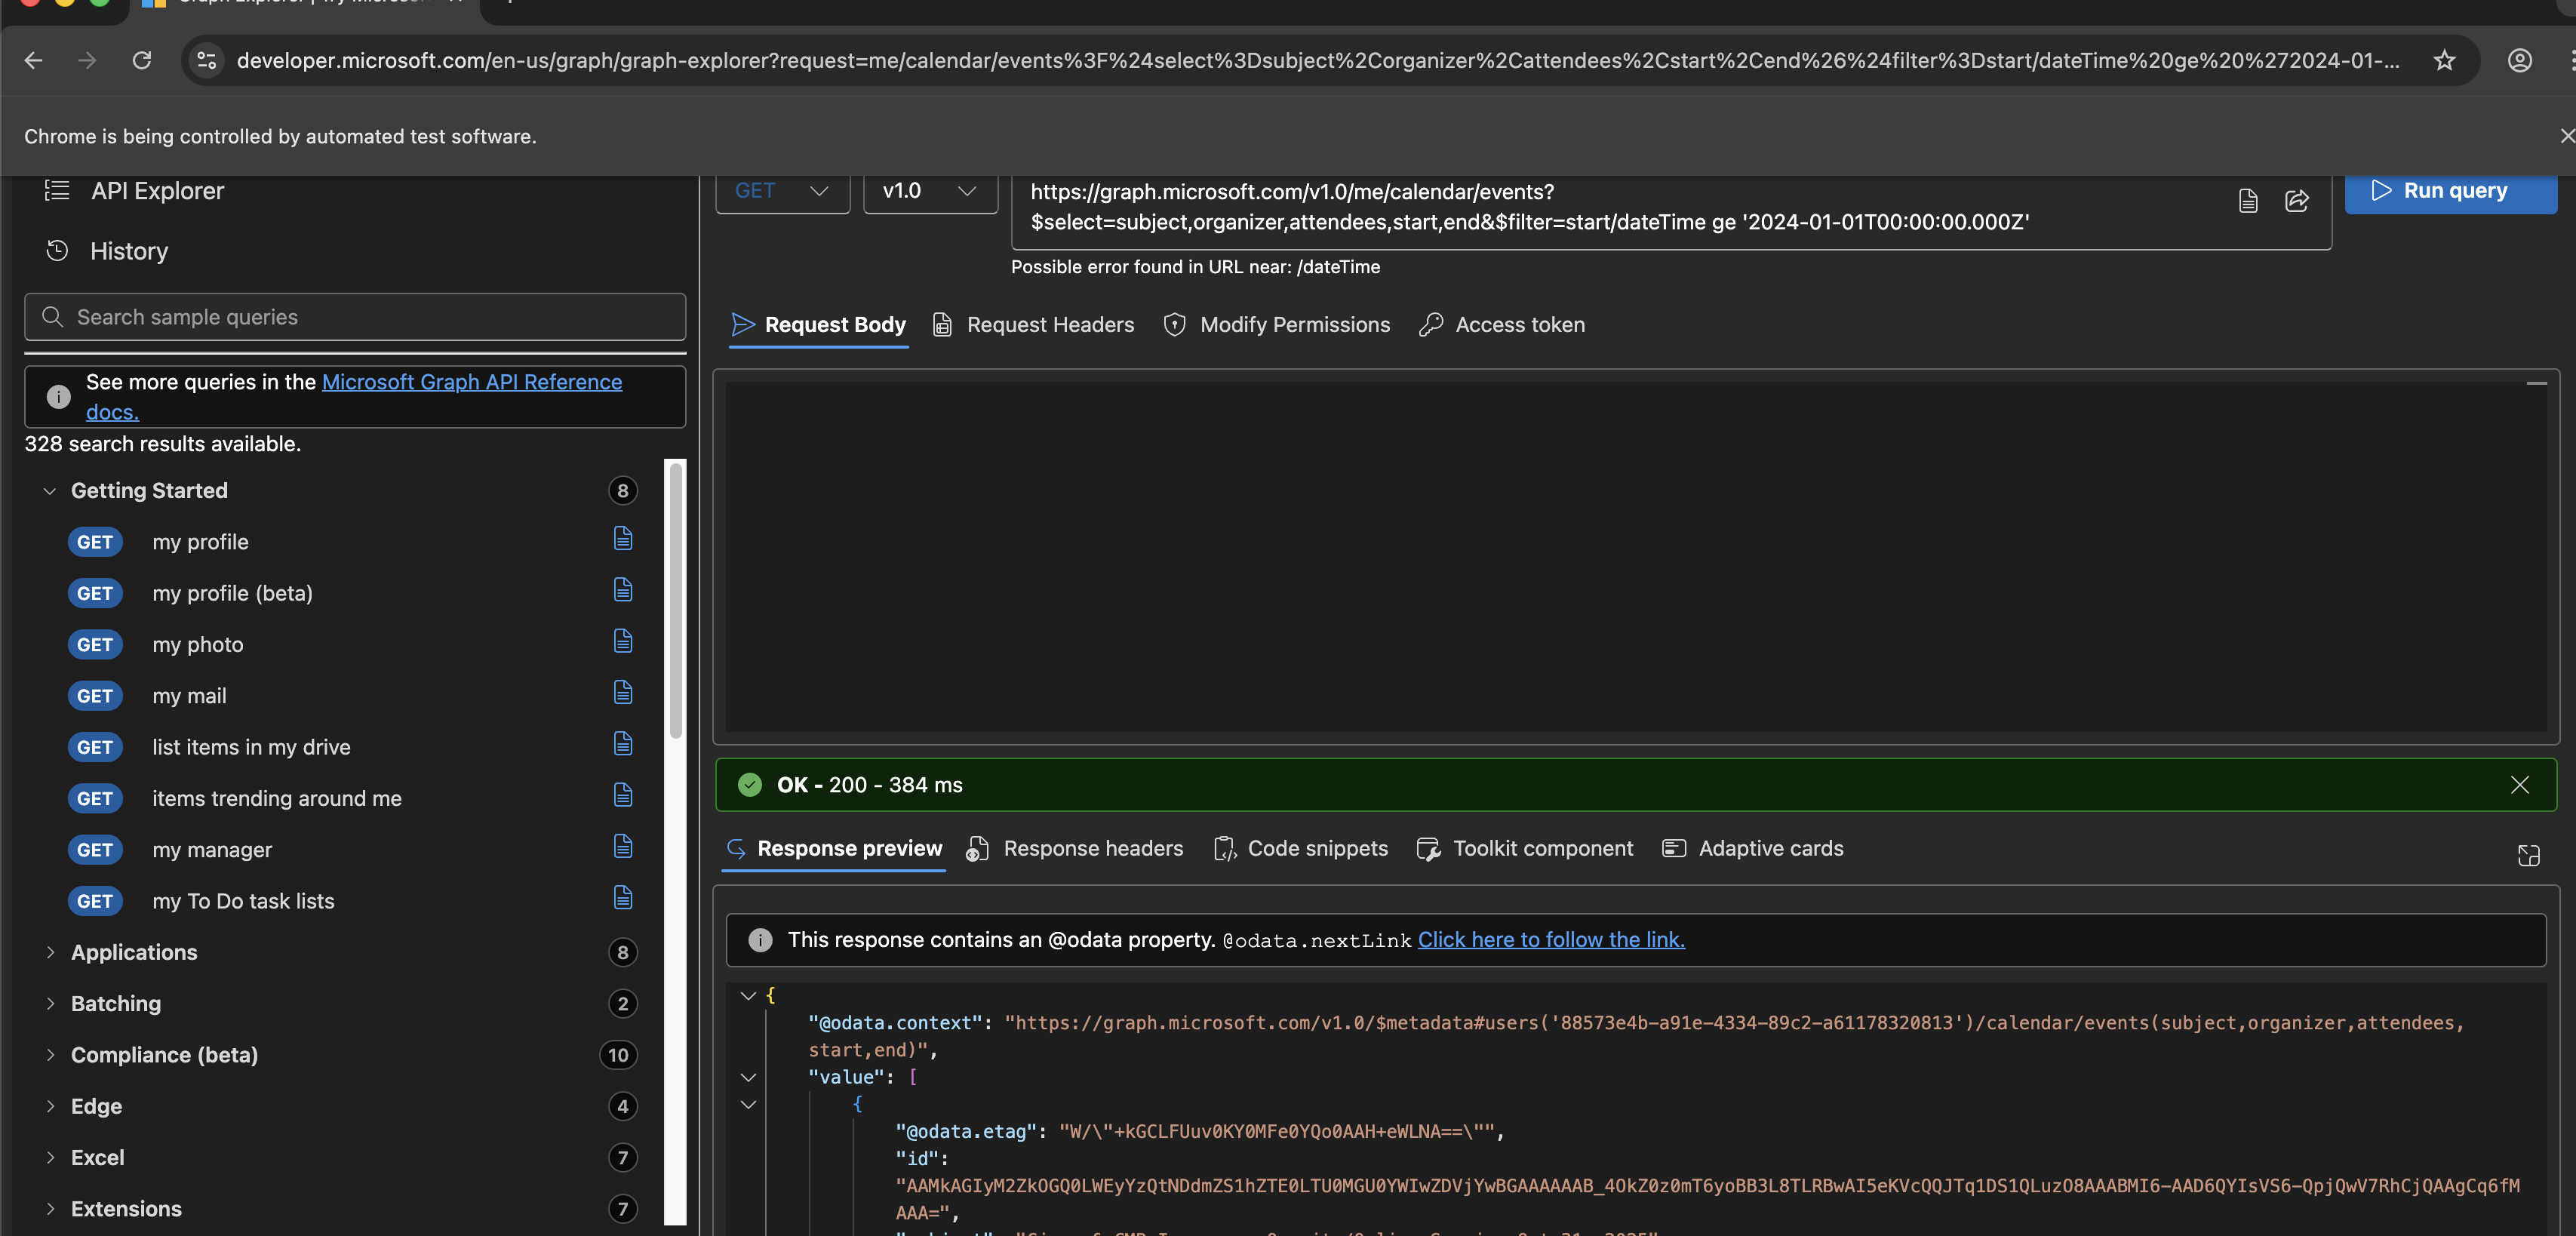 developer.microsoft.com/en-us/graph/graph-explorer?request=me/calendar/events%3F%24select%3Dsubject%2Corganizer%2Cattendees%2Cstart%2Cend%26%24filter%3Dstart/dateTime%20ge%20%272024-01-...
Chrome is being controlled by automated test software.
API Explorer
History
Search sample queries
See more queries in the Microsoft Graph API Reference
docs.
328 search results available.
Getting Started 8
GET my profile
GET my profile (beta)
GET my photo
GET my mail
GET list items in my drive
GET items trending around me
GET my manager
GET my To Do task lists
Applications 8
Batching 2
Compliance (beta) 10
Edge 4
Excel 7
Extensions 7
GET v1.0 https://graph.microsoft.com/v1.0/me/calendar/events?
$select=subject,organizer,attendees,start,end&$filter=start/dateTime ge '2024-01-01T00:00:00.000Z'
Run query
Possible error found in URL near: /dateTime
Request Body Request Headers Modify Permissions Access token
OK - 200 - 384 ms
Response preview Response headers Code snippets Toolkit component Adaptive cards
This response contains an @odata property. @odata.nextLink Click here to follow the link.
{
"@odata.context": "https://graph.microsoft.com/v1.0/$metadata#users('88573e4b-a91e-4334-89c2-a61178320813')/calendar/events(subject,organizer,attendees,
start,end)",
"value": [
{
"@odata.etag": "W/\"+kGCLFUuv0KY0MFe0YQo0AAH+eWLNA==\"",
"id":
"AAMkAGIyM2ZkOGQ0LWEyYzQtNDdmZS1hZTE0LTU0MGU0YWIwZDVjYwBGAAAAAAB_4OkZ0z0mT6yoBB3L8TLRBwAI5eKVcQQJTq1DS1QLuzO8AAABMI6-AAD6QYIsVS6-QpjQwV7RhCjQAAgCq6fM
AAA=",